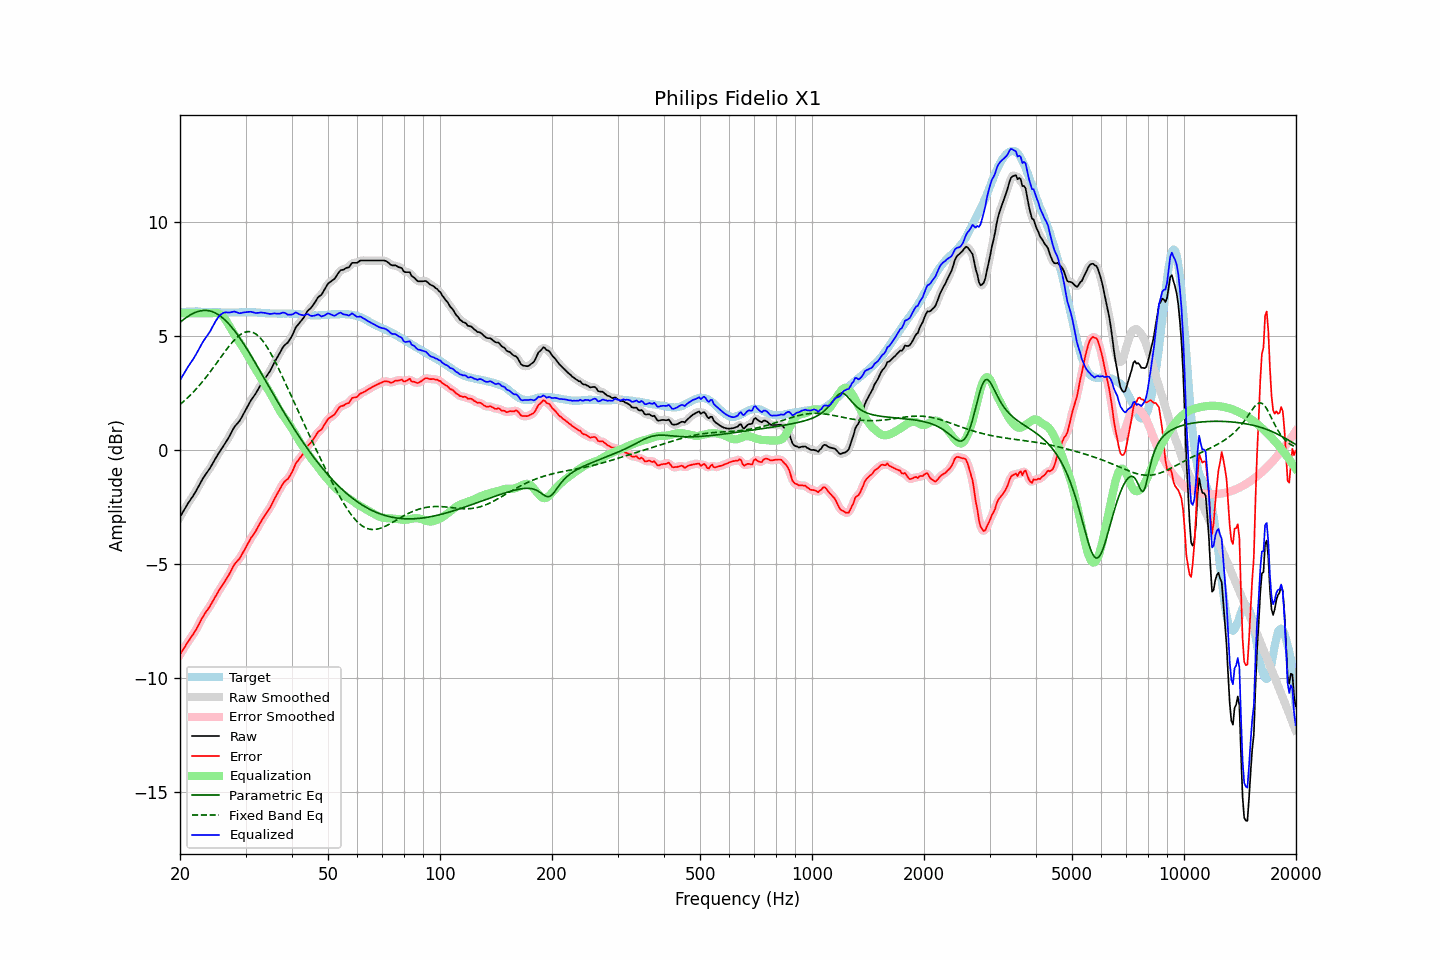 Philips Fidelio X1
Amplitude (dBr)
10
5
0
−5
−10
−15
Target
Raw Smoothed
Error Smoothed
Raw
Error
Equalization
Parametric Eq
Fixed Band Eq
Equalized
20 50 100 200 500 1000 2000 5000 10000 20000
Frequency (Hz)